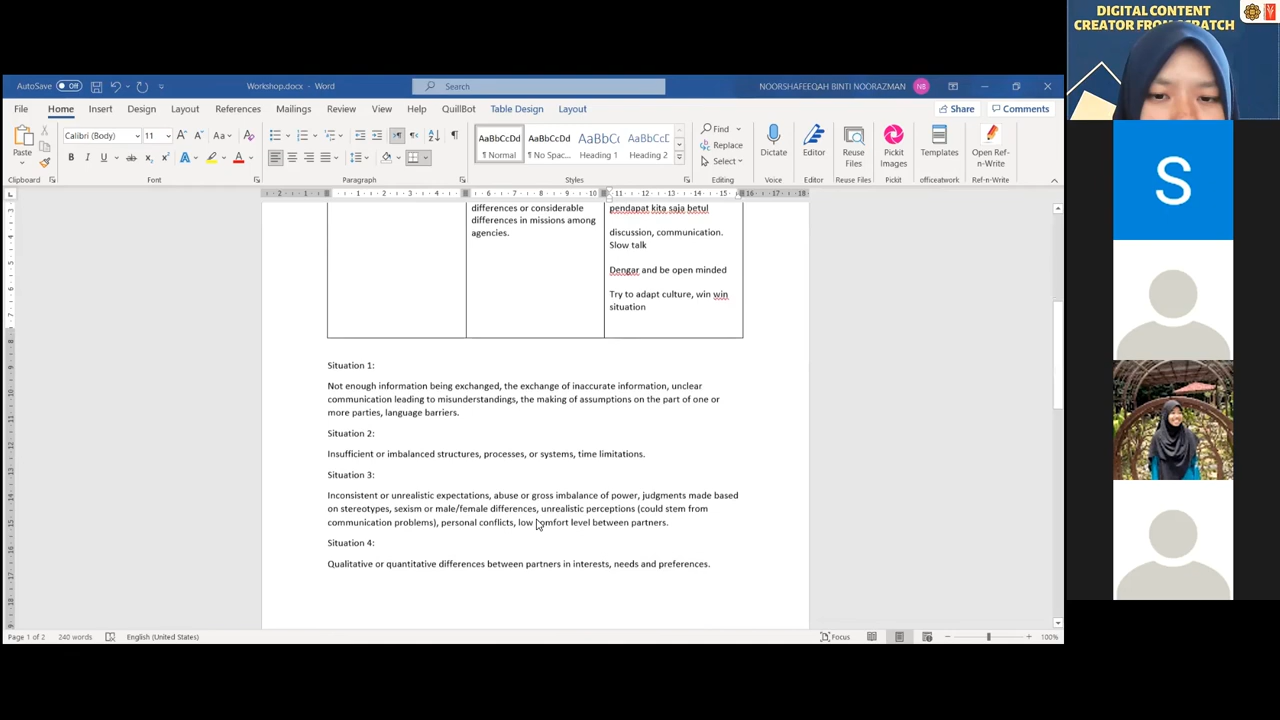 DIGITAL CONTENT
CREATOR FROM SCRATCH
AutoSave Off
Workshop.docx - Word
Search
NOORSHAFEEQAH BINTI NOORAZMAN
NB
File Home Insert Design Layout References Mailings Review View Help QuillBot Table Design Layout
Share Comments
Paste
Calibri (Body) 11
AaBbCcDd AaBbCcDd AaBbCc AaBbCcD
¶ Normal ¶ No Spac... Heading 1 Heading 2
Find
Replace
Select
Dictate
Editor
Reuse Files
Pickit Images
Templates
Open Ref-n-Write
Clipboard Font Paragraph Styles Editing Voice Editor Reuse Files Pickit officeatwork Ref-n-Write
differences or considerable
differences in missions among
agencies.
pendapat kita saja betul
discussion, communication.
Slow talk
Dengar and be open minded
Try to adapt culture, win win
situation
Situation 1:
Not enough information being exchanged, the exchange of inaccurate information, unclear
communication leading to misunderstandings, the making of assumptions on the part of one or
more parties, language barriers.
Situation 2:
Insufficient or imbalanced structures, processes, or systems, time limitations.
Situation 3:
Inconsistent or unrealistic expectations, abuse or gross imbalance of power, judgments made based
on stereotypes, sexism or male/female differences, unrealistic perceptions (could stem from
communication problems), personal conflicts, low comfort level between partners.
Situation 4:
Qualitative or quantitative differences between partners in interests, needs and preferences.
Page 1 of 2 240 words English (United States)
Focus
100%
S